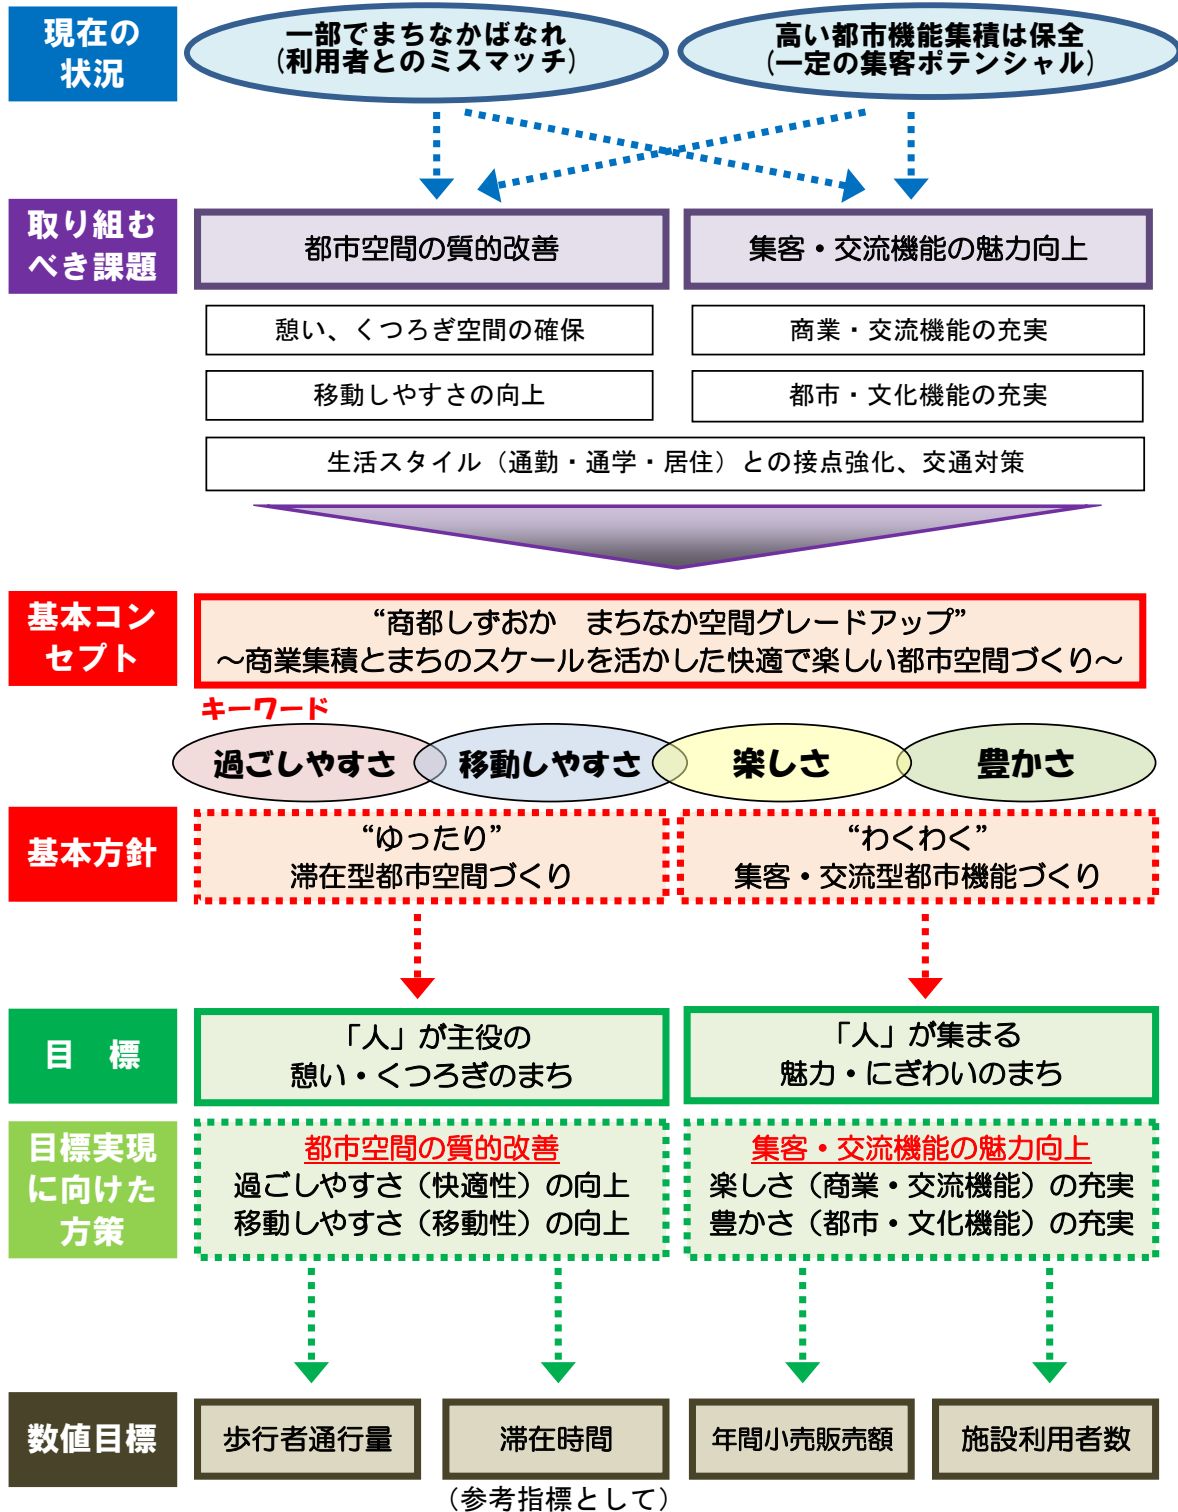 現在の
状況
一部でまちなかばなれ
(利用者とのミスマッチ)
高い都市機能集積は保全
(一定の集客ポテンシャル)
取り組む
べき課題
都市空間の質的改善
集客・交流機能の魅力向上
憩い、くつろぎ空間の確保
商業・交流機能の充実
移動しやすさの向上
都市・文化機能の充実
生活スタイル（通勤・通学・居住）との接点強化、交通対策
基本コン
セプト
“商都しずおか　まちなか空間グレードアップ”
～商業集積とまちのスケールを活かした快適で楽しい都市空間づくり～
キーワード
過ごしやすさ
移動しやすさ
楽しさ
豊かさ
基本方針
“ゆったり”
滞在型都市空間づくり
“わくわく”
集客・交流型都市機能づくり
目　標
「人」が主役の
憩い・くつろぎのまち
「人」が集まる
魅力・にぎわいのまち
目標実現
に向けた
方策
都市空間の質的改善
過ごしやすさ（快適性）の向上
移動しやすさ（移動性）の向上
集客・交流機能の魅力向上
楽しさ（商業・交流機能）の充実
豊かさ（都市・文化機能）の充実
数値目標
歩行者通行量
滞在時間
年間小売販売額
施設利用者数
（参考指標として）